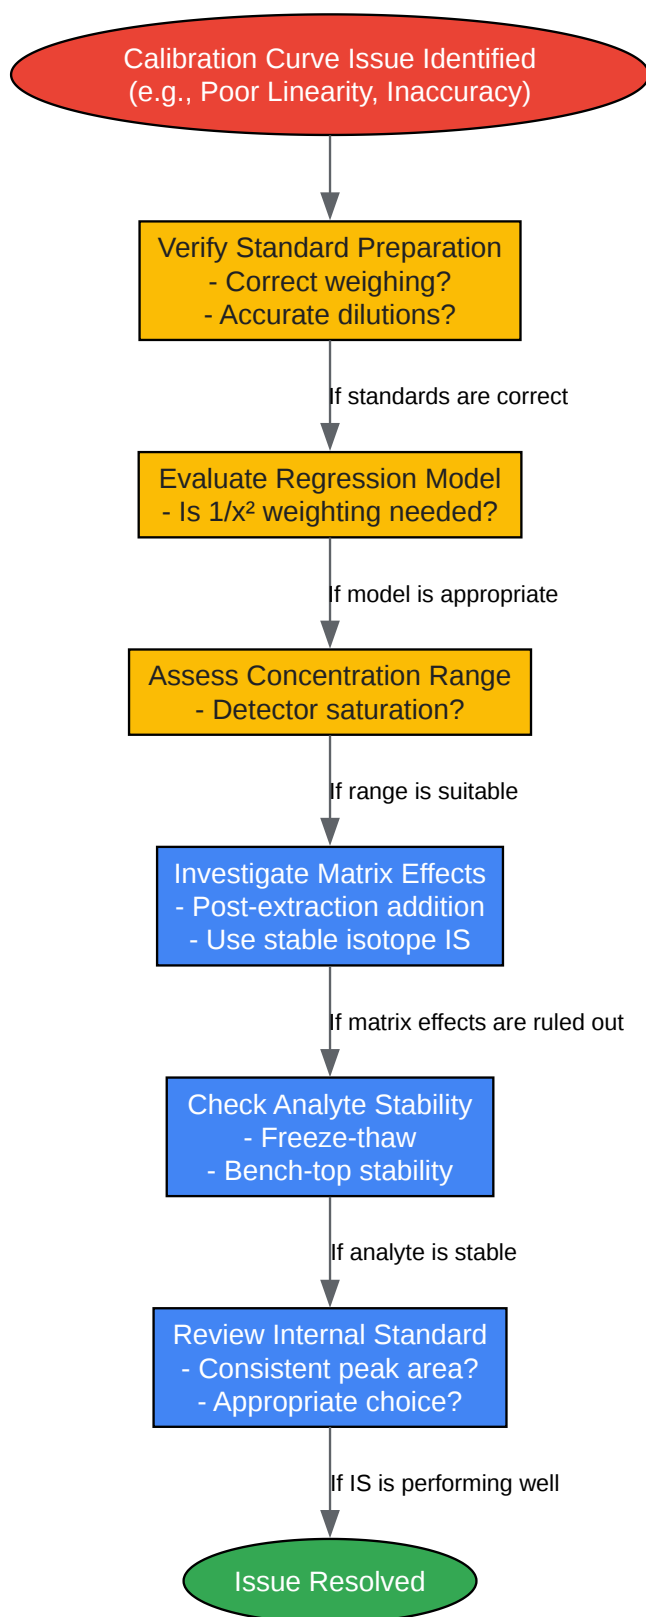 Calibration Curve Issue Identified
(e.g., Poor Linearity, Inaccuracy)
Verify Standard Preparation
- Correct weighing?
- Accurate dilutions?
If standards are correct
Evaluate Regression Model
- Is 1/x² weighting needed?
If model is appropriate
Assess Concentration Range
- Detector saturation?
If range is suitable
Investigate Matrix Effects
- Post-extraction addition
- Use stable isotope IS
If matrix effects are ruled out
Check Analyte Stability
- Freeze-thaw
- Bench-top stability
If analyte is stable
Review Internal Standard
- Consistent peak area?
- Appropriate choice?
If IS is performing well
Issue Resolved